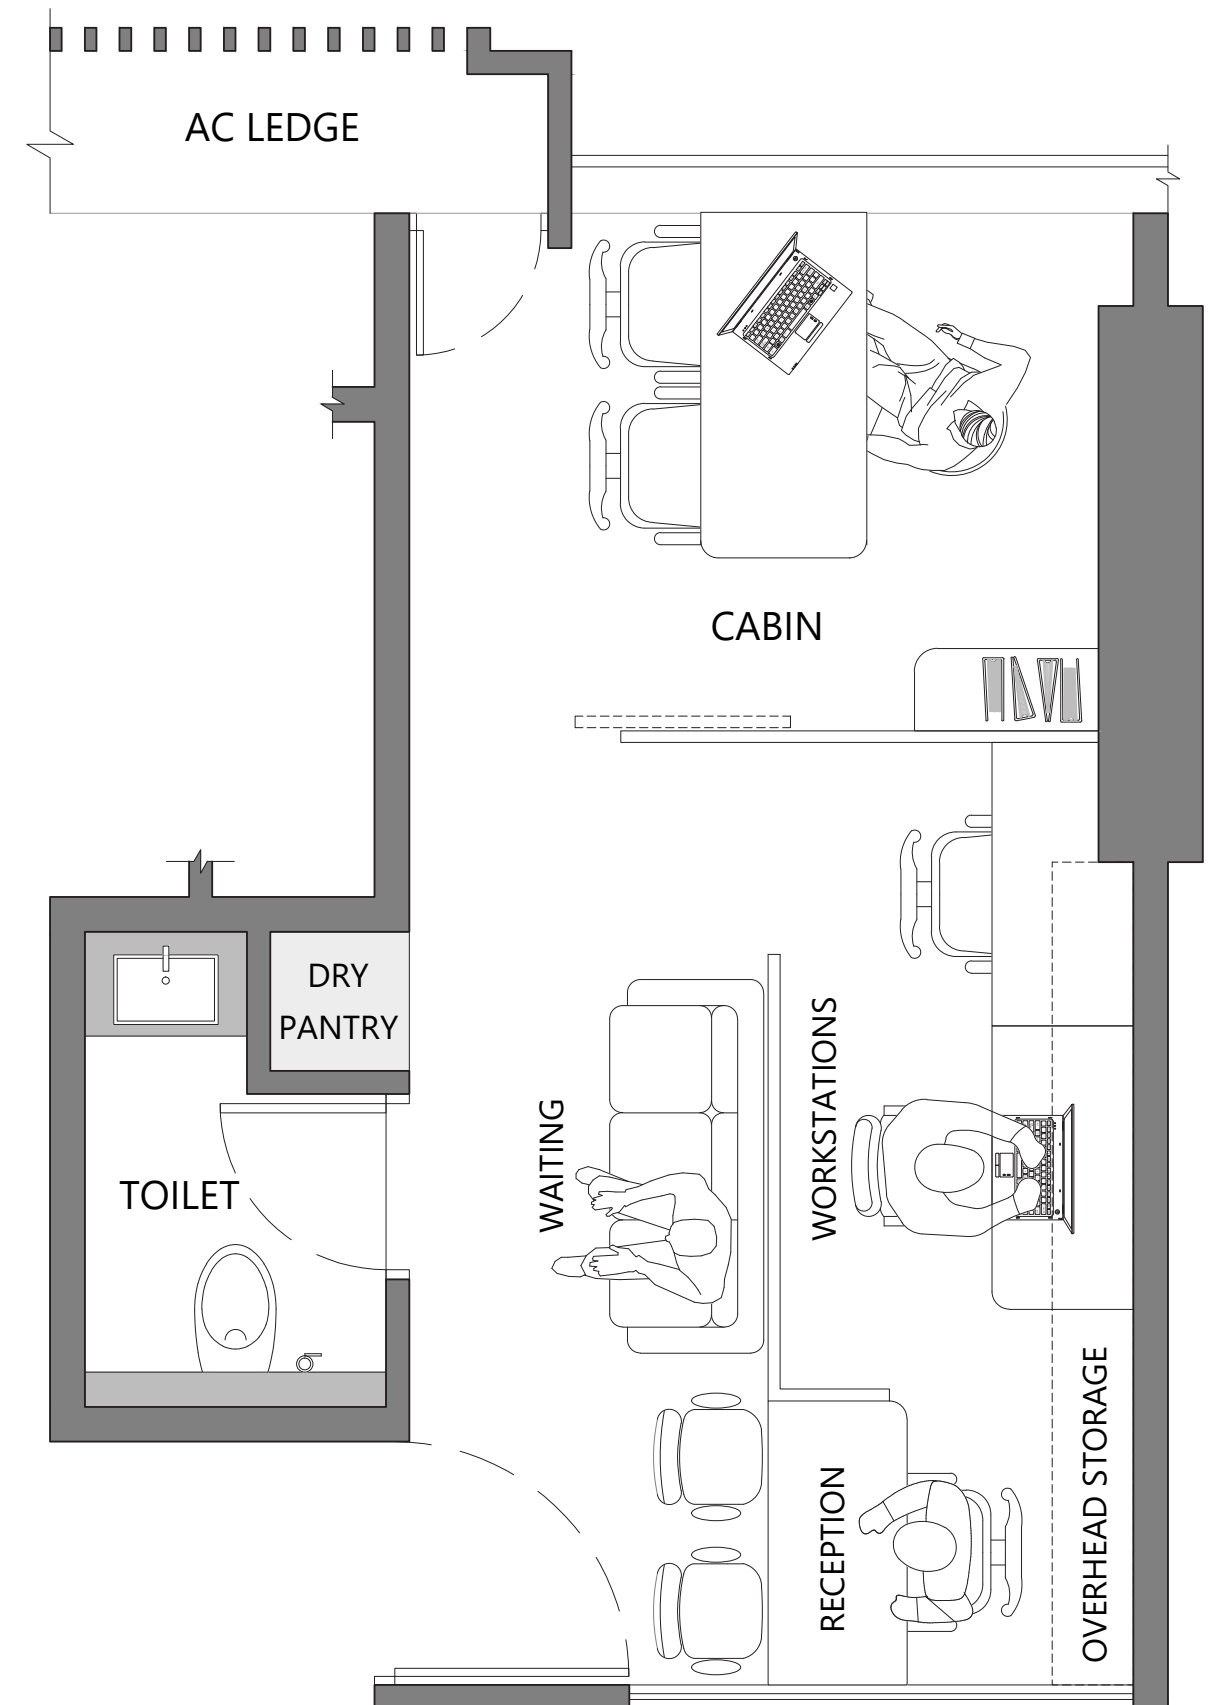 AC LEDGE
CABIN
DRY
PANTRY
WAITING
WORKSTATIONS
TOILET
RECEPTION
OVERHEAD STORAGE